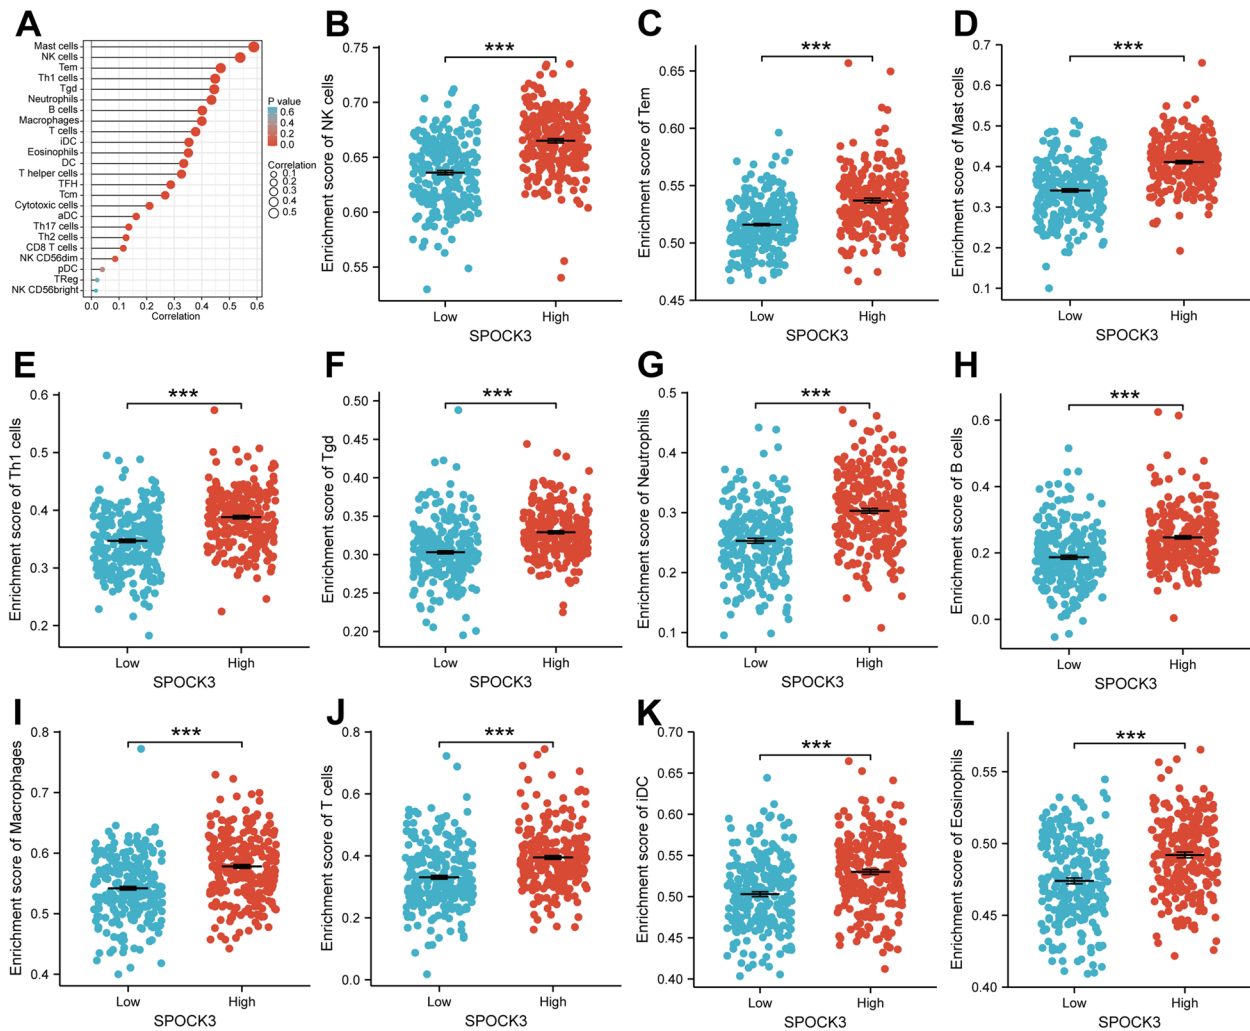 A
Mast cells
NK cells
Tem
Th1 cells
Tgd
Neutrophils
B cells
Macrophages
T cells
iDC
Eosinophils
DC
T helper cells
TFH
Tcm
Cytotoxic cells
aDC
Th17 cells
Th2 cells
CD8 T cells
NK CD56dim
pDC
TReg
NK CD56bright
0.0 0.1 0.2 0.3 0.4 0.5 0.6
Correlation
P value
0.6
0.4
0.2
0.0
Correlation
0.1
0.2
0.3
0.4
0.5
B
***
Enrichment score of NK cells
0.75
0.70
0.65
0.60
0.55
Low High
SPOCK3
C
***
Enrichment score of Tem
0.65
0.60
0.55
0.50
0.45
Low High
SPOCK3
D
***
Enrichment score of Mast cells
0.7
0.6
0.5
0.4
0.3
0.2
0.1
Low High
SPOCK3
E
***
Enrichment score of Th1 cells
0.6
0.5
0.4
0.3
0.2
Low High
SPOCK3
F
***
Enrichment score of Tgd
0.50
0.45
0.40
0.35
0.30
0.25
0.20
Low High
SPOCK3
G
***
Enrichment score of Neutrophils
0.5
0.4
0.3
0.2
0.1
Low High
SPOCK3
H
***
Enrichment score of B cells
0.6
0.4
0.2
0.0
Low High
SPOCK3
I
***
Enrichment score of Macrophages
0.8
0.7
0.6
0.5
0.4
Low High
SPOCK3
J
***
Enrichment score of T cells
0.8
0.6
0.4
0.2
0.0
Low High
SPOCK3
K
***
Enrichment score of iDC
0.70
0.65
0.60
0.55
0.50
0.45
0.40
Low High
SPOCK3
L
***
Enrichment score of Eosinophils
0.55
0.50
0.45
0.40
Low High
SPOCK3